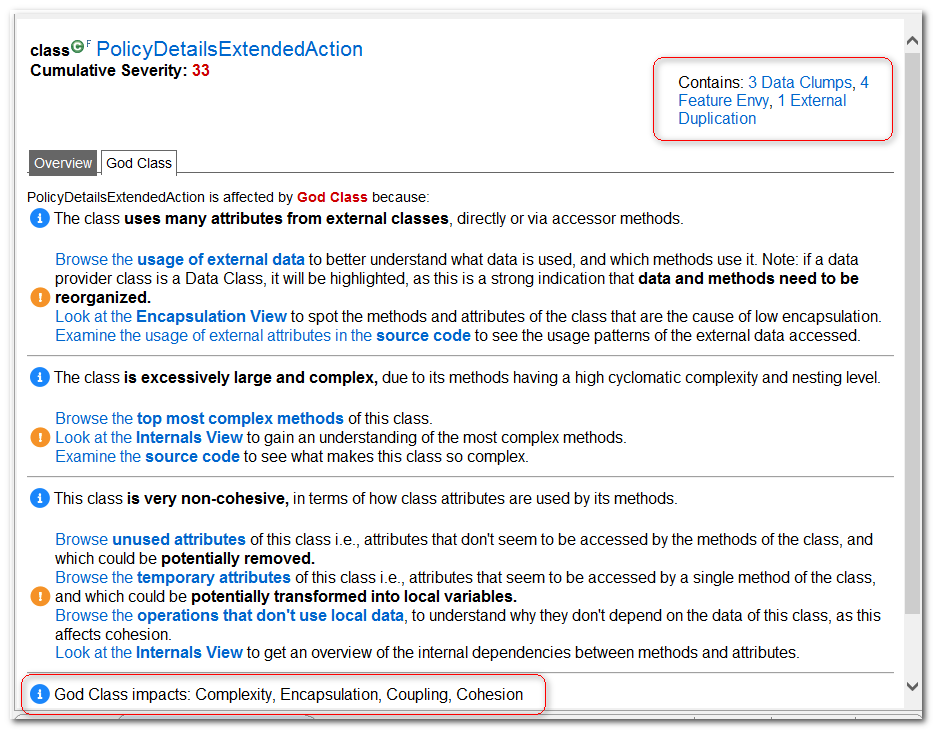 class C F PolicyDetailsExtendedAction
Cumulative Severity: 33
Contains: 3 Data Clumps, 4
Feature Envy, 1 External
Duplication
Overview God Class
PolicyDetailsExtendedAction is affected by God Class because:
The class uses many attributes from external classes, directly or via accessor methods.
Browse the usage of external data to better understand what data is used, and which methods use it. Note: if a data
provider class is a Data Class, it will be highlighted, as this is a strong indication that data and methods need to be
reorganized.
Look at the Encapsulation View to spot the methods and attributes of the class that are the cause of low encapsulation.
Examine the usage of external attributes in the source code to see the usage patterns of the external data accessed.
The class is excessively large and complex, due to its methods having a high cyclomatic complexity and nesting level.
Browse the top most complex methods of this class.
Look at the Internals View to gain an understanding of the most complex methods.
Examine the source code to see what makes this class so complex.
This class is very non-cohesive, in terms of how class attributes are used by its methods.
Browse unused attributes of this class i.e., attributes that don't seem to be accessed by the methods of the class, and
which could be potentially removed.
Browse the temporary attributes of this class i.e., attributes that seem to be accessed by a single method of the class,
and which could be potentially transformed into local variables.
Browse the operations that don't use local data, to understand why they don't depend on the data of this class, as this
affects cohesion.
Look at the Internals View to get an overview of the internal dependencies between methods and attributes.
God Class impacts: Complexity, Encapsulation, Coupling, Cohesion